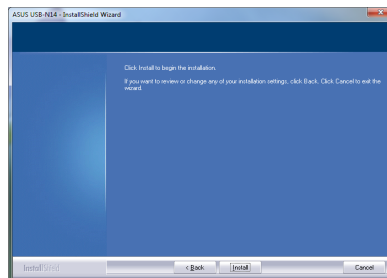 ASUS USB-N14 - InstallShield Wizard
Click Install to begin the installation.
If you want to review or change any of your installation settings, click Back. Click Cancel to exit the
wizard.
InstallShield
< Back Install Cancel